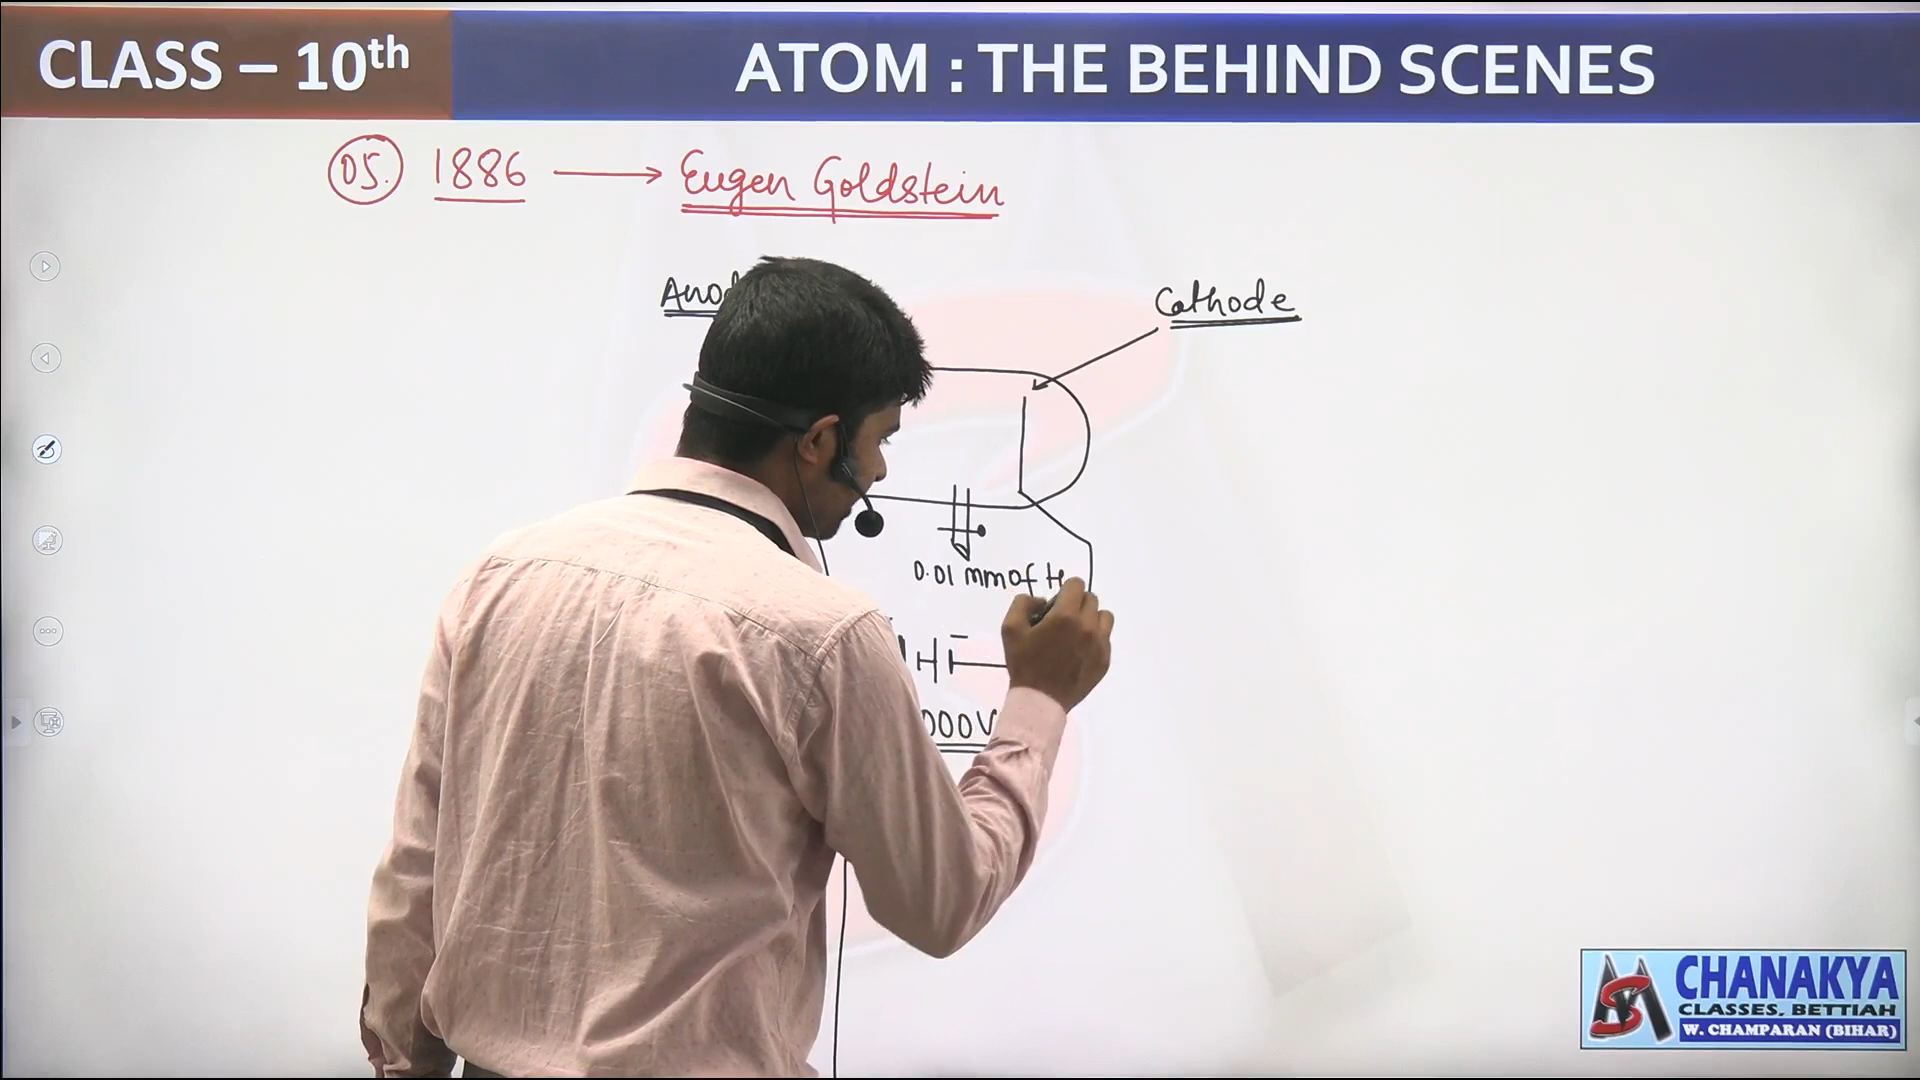 CLASS – 10th
ATOM : THE BEHIND SCENES
05. 1886 → Eugen Goldstein
Cathode
0.01 mm of
000V
CHANAKYA
CLASSES, BETTIAH
W. CHAMPARAN (BIHAR)